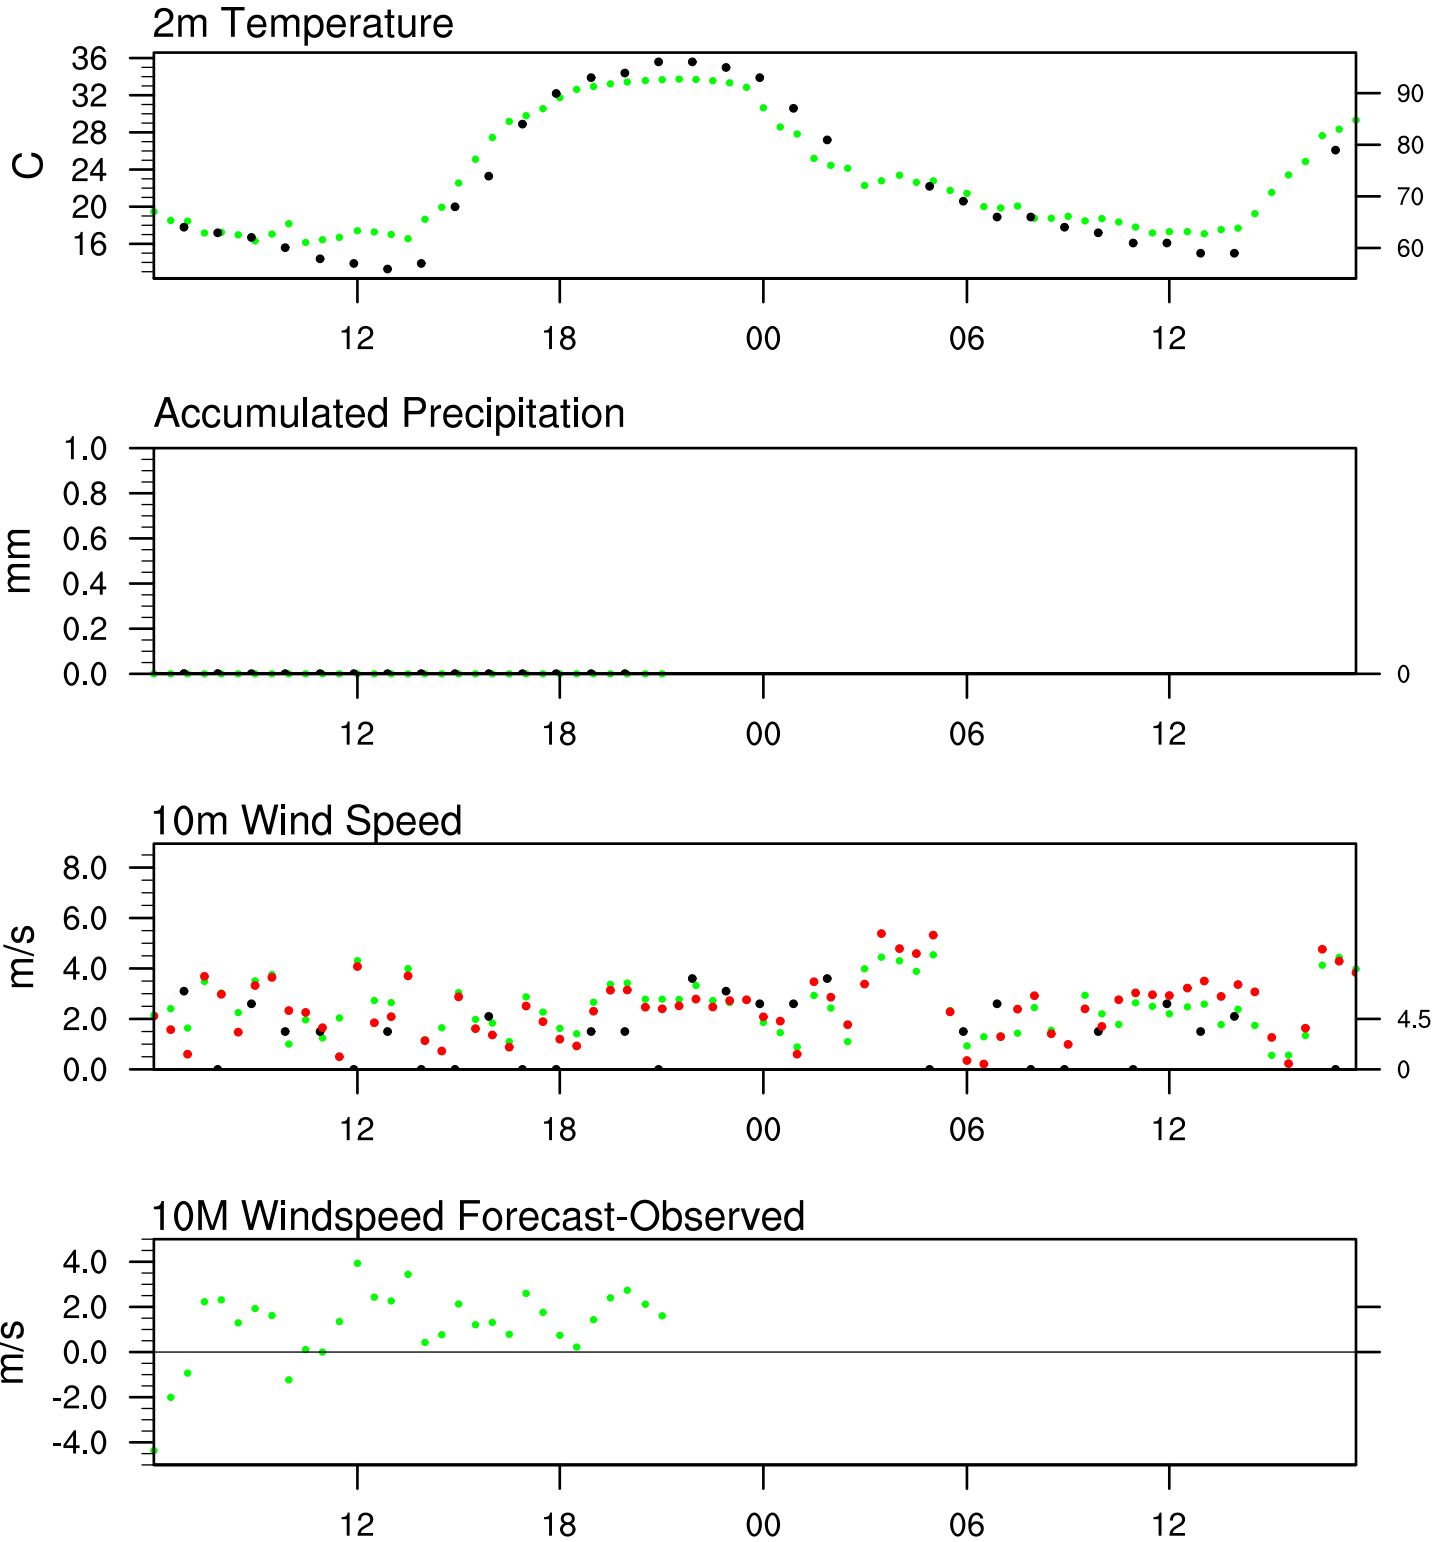 2m Temperature
36
32
28
24
20
16
C
90
80
70
60
12 18 00 06 12
Accumulated Precipitation
1.0
0.8
0.6
0.4
0.2
0.0
mm
0
12 18 00 06 12
10m Wind Speed
8.0
6.0
4.0
2.0
0.0
m/s
4.5
0
12 18 00 06 12
10M Windspeed Forecast-Observed
4.0
2.0
0.0
-2.0
-4.0
m/s
12 18 00 06 12